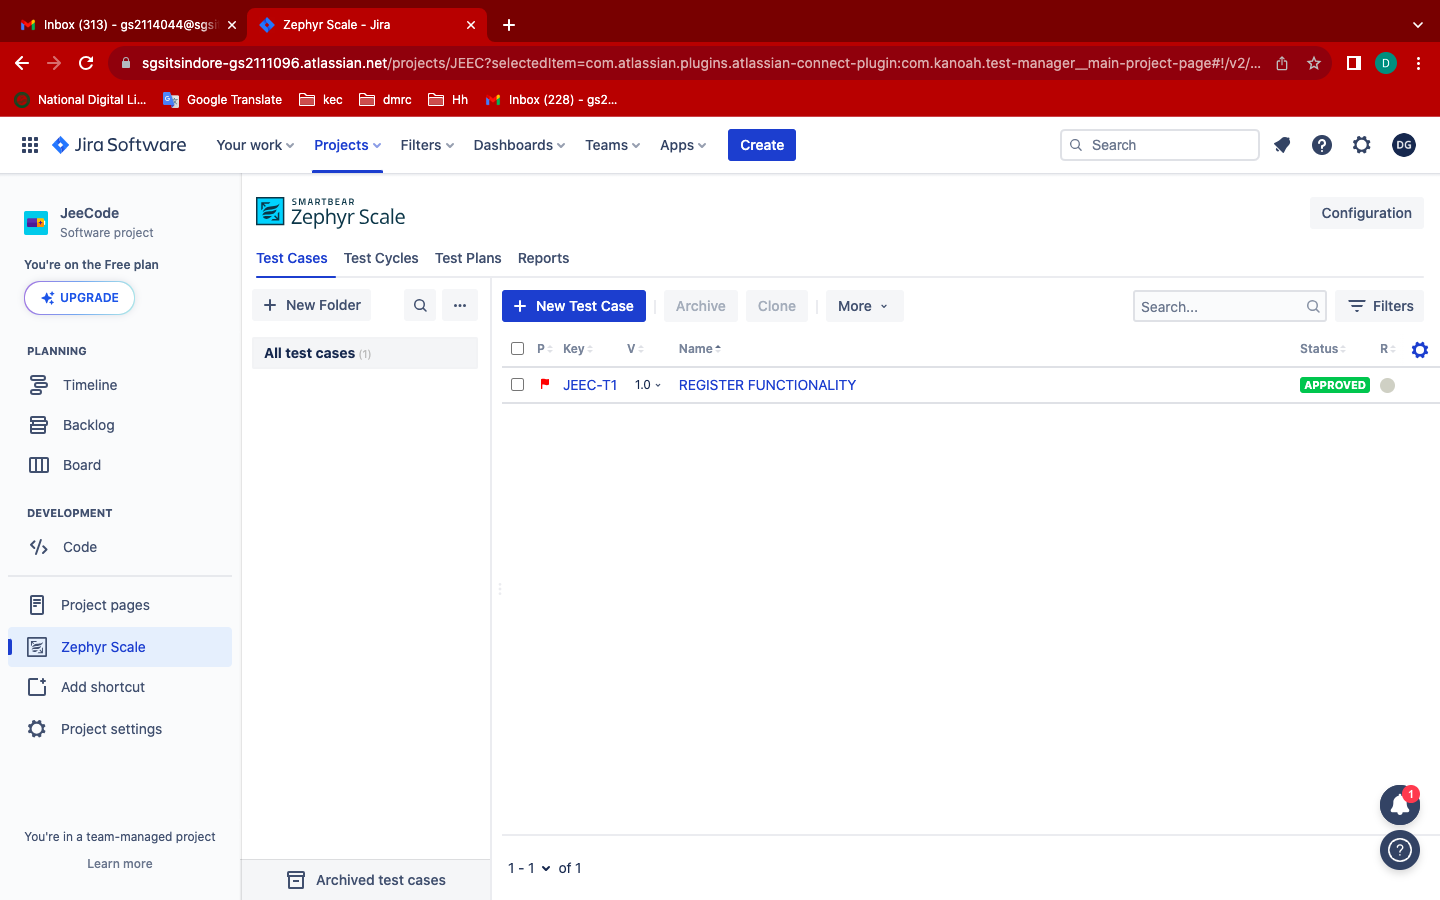 Inbox (313) - gs2114044@sgsi
Zephyr Scale - Jira
sgsitsindore-gs2111096.atlassian.net/projects/JEEC?selectedItem=com.atlassian.plugins.atlassian-connect-plugin:com.kanoah.test-manager__main-project-page#!/v2/...
D
National Digital Li...
Google Translate
kec
dmrc
Hh
Inbox (228) - gs2...
Jira Software
Your work
Projects
Filters
Dashboards
Teams
Apps
Create
Search
DG
JeeCode
Software project
You're on the Free plan
UPGRADE
PLANNING
Timeline
Backlog
Board
DEVELOPMENT
Code
Project pages
Zephyr Scale
Add shortcut
Project settings
You're in a team-managed project
Learn more
SMARTBEAR
Zephyr Scale
Configuration
Test Cases
Test Cycles
Test Plans
Reports
+ New Folder
...
All test cases (1)
Archived test cases
+ New Test Case
Archive
Clone
More
Search...
Filters
P
Key
V
Name
Status
R
JEEC-T1
1.0
REGISTER FUNCTIONALITY
APPROVED
1 - 1
of 1
1